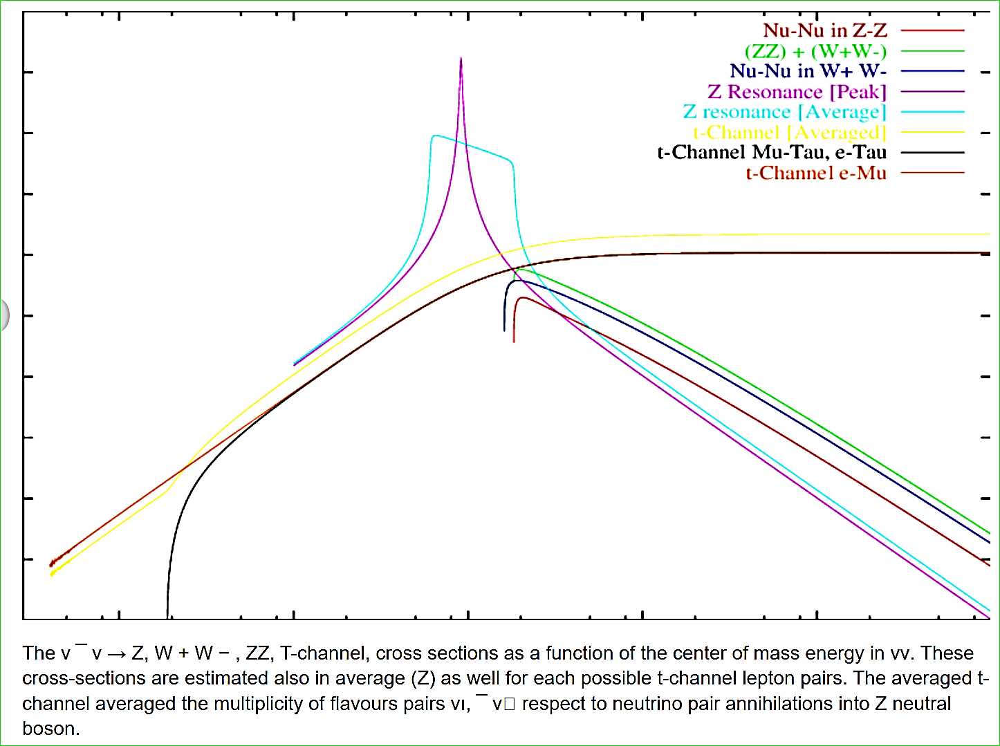 Nu-Nu in Z-Z
(ZZ) + (W+W-)
Nu-Nu in W+ W-
Z Resonance [Peak]
Z resonance [Average]
t-Channel [Averaged]
t-Channel Mu-Tau, e-Tau
t-Channel e-Mu
The ν ¯ ν → Z, W + W − , ZZ, T-channel, cross sections as a function of the center of mass energy in νν. These
cross-sections are estimated also in average (Z) as well for each possible t-channel lepton pairs. The averaged t-
channel averaged the multiplicity of flavours pairs νı, ¯ ν□ respect to neutrino pair annihilations into Z neutral
boson.